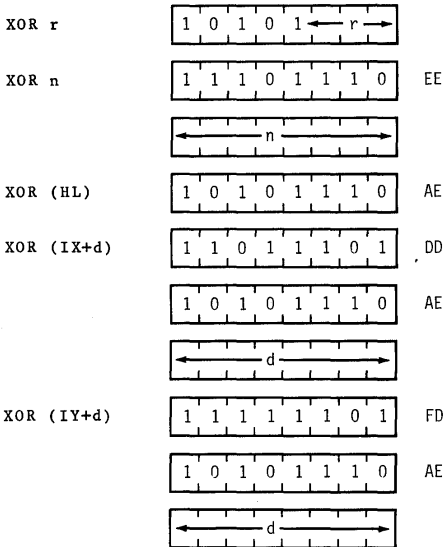 XOR r 1 0 1 0 1 r
XOR n 1 1 1 0 1 1 1 0 EE
n
XOR (HL) 1 0 1 0 1 1 1 0 AE
XOR (IX+d) 1 1 0 1 1 1 0 1 DD
1 0 1 0 1 1 1 0 AE
d
XOR (IY+d) 1 1 1 1 1 1 0 1 FD
1 0 1 0 1 1 1 0 AE
d